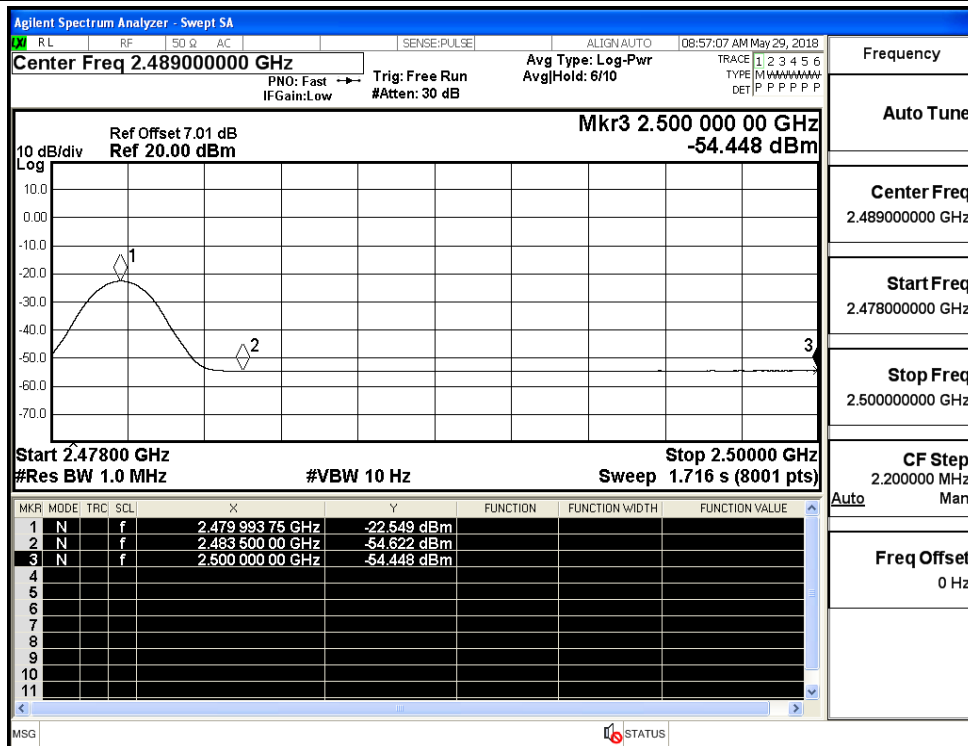 Agilent Spectrum Analyzer - Swept SA
LXI RL RF 50 Ω AC SENSE:PULSE ALIGN AUTO 08:57:07 AM May 29, 2018
Center Freq 2.489000000 GHz
PNO: Fast
IFGain:Low
Trig: Free Run
#Atten: 30 dB
Avg Type: Log-Pwr
Avg|Hold: 6/10
TRACE 1 2 3 4 5 6
TYPE M WWWWW
DET P P P P P P
Ref Offset 7.01 dB
10 dB/div Ref 20.00 dBm
Log
Mkr3 2.500 000 00 GHz
-54.448 dBm
10.0
0.00
-10.0
-20.0
-30.0
-40.0
-50.0
-60.0
-70.0
1
2
3
Start 2.47800 GHz Stop 2.50000 GHz
#Res BW 1.0 MHz #VBW 10 Hz Sweep 1.716 s (8001 pts)
MKR MODE TRC SCL X Y FUNCTION FUNCTION WIDTH FUNCTION VALUE
1 N f 2.479 993 75 GHz -22.549 dBm
2 N f 2.483 500 00 GHz -54.622 dBm
3 N f 2.500 000 00 GHz -54.448 dBm
4
5
6
7
8
9
10
11
MSG STATUS
Frequency
Auto Tune
Center Freq
2.489000000 GHz
Start Freq
2.478000000 GHz
Stop Freq
2.500000000 GHz
CF Step
2.200000 MHz
Auto Man
Freq Offset
0 Hz